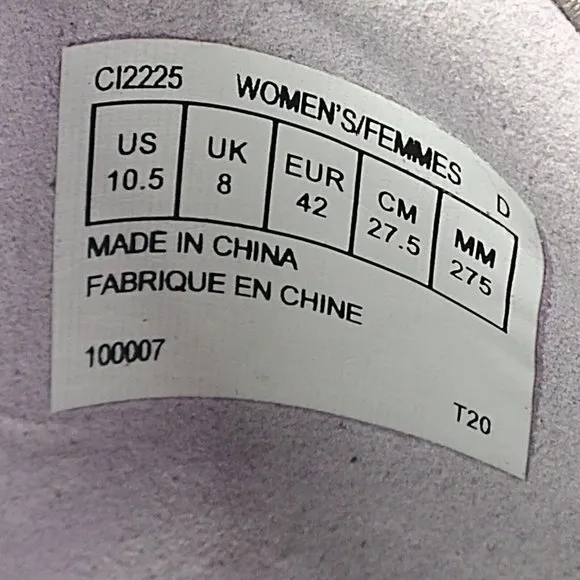 CI2225 WOMEN'S/FEMMES D
US UK EUR CM MM
10.5 8 42 27.5 275
MADE IN CHINA
FABRIQUE EN CHINE
100007 T20